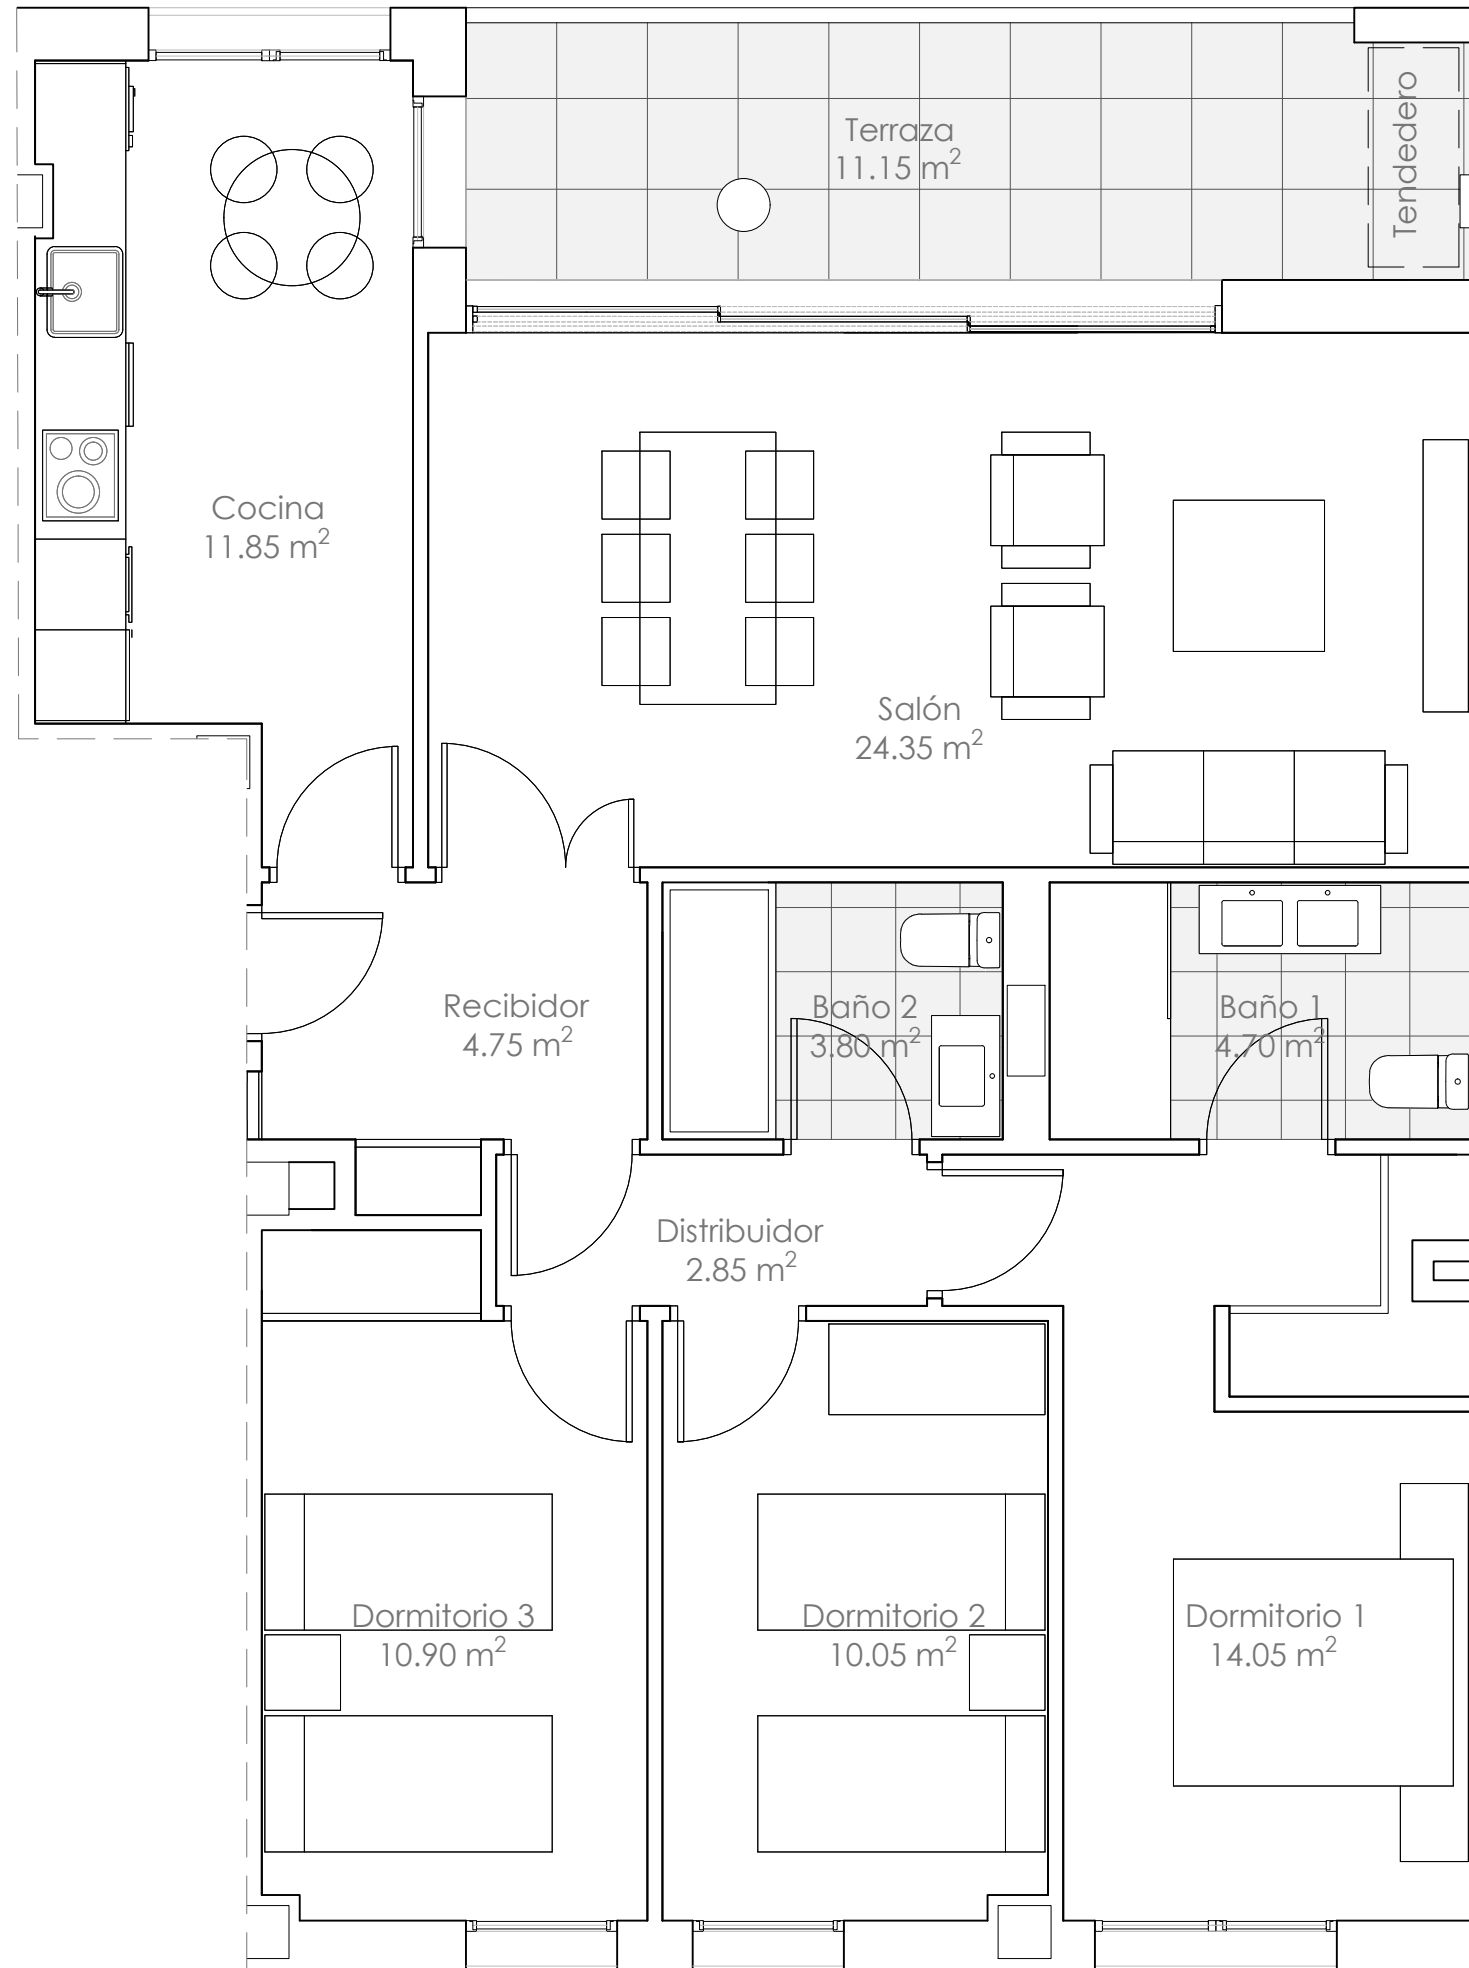 Terraza
11.15 m²
Tendedero
Cocina
11.85 m²
Salón
24.35 m²
Recibidor
4.75 m²
Baño 2
3.80 m²
Baño 1
4.70 m²
Distribuidor
2.85 m²
Dormitorio 3
10.90 m²
Dormitorio 2
10.05 m²
Dormitorio 1
14.05 m²